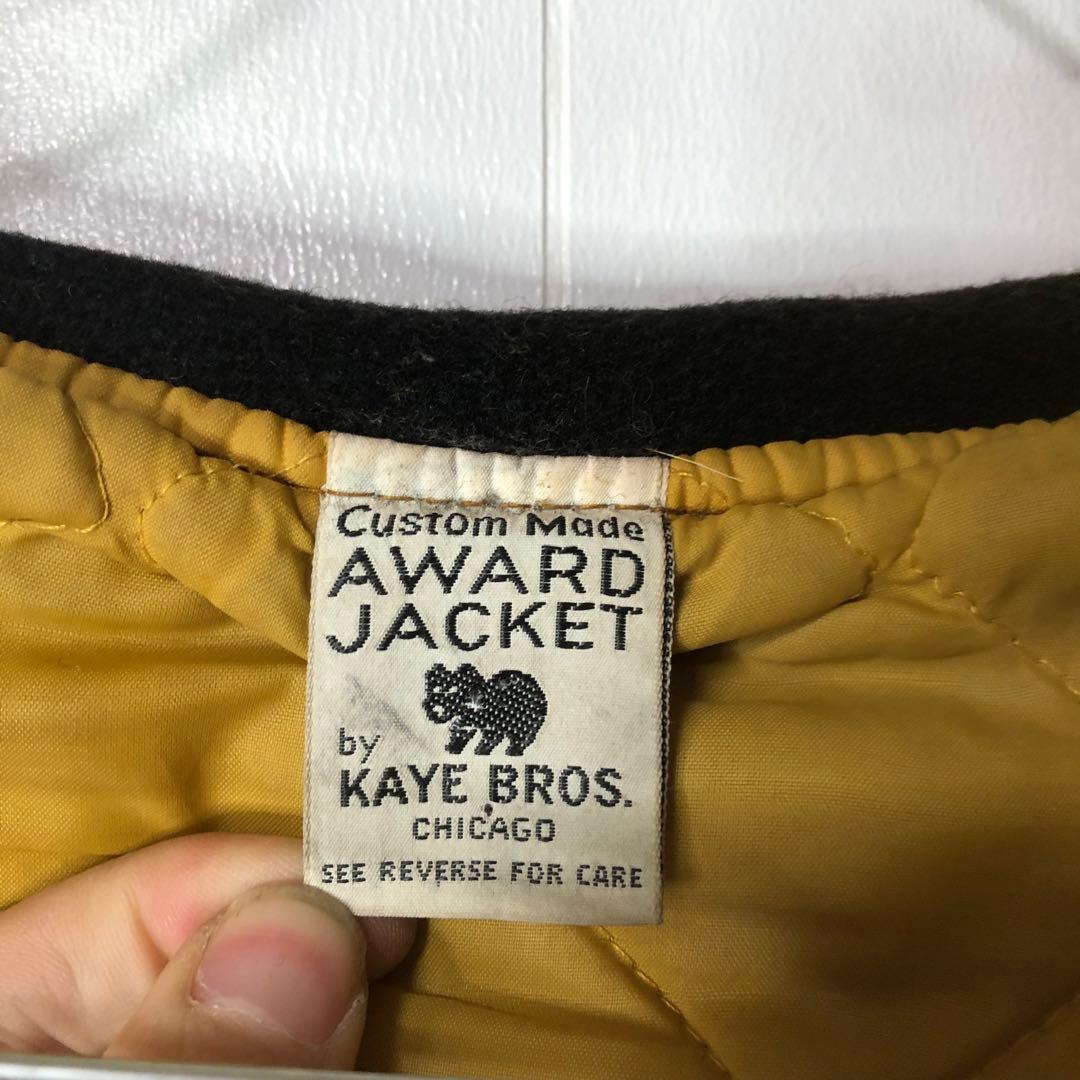 Custom Made
AWARD
JACKET
by
KAYE BROS.
CHICAGO
SEE REVERSE FOR CARE